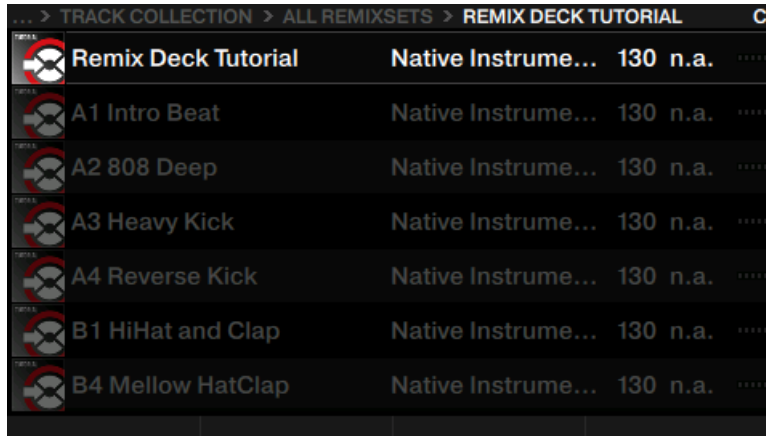 ... > TRACK COLLECTION > ALL REMIXSETS > REMIX DECK TUTORIAL C
Remix Deck Tutorial Native Instrume... 130 n.a.
A1 Intro Beat Native Instrume... 130 n.a.
A2 808 Deep Native Instrume... 130 n.a.
A3 Heavy Kick Native Instrume... 130 n.a.
A4 Reverse Kick Native Instrume... 130 n.a.
B1 HiHat and Clap Native Instrume... 130 n.a.
B4 Mellow HatClap Native Instrume... 130 n.a.